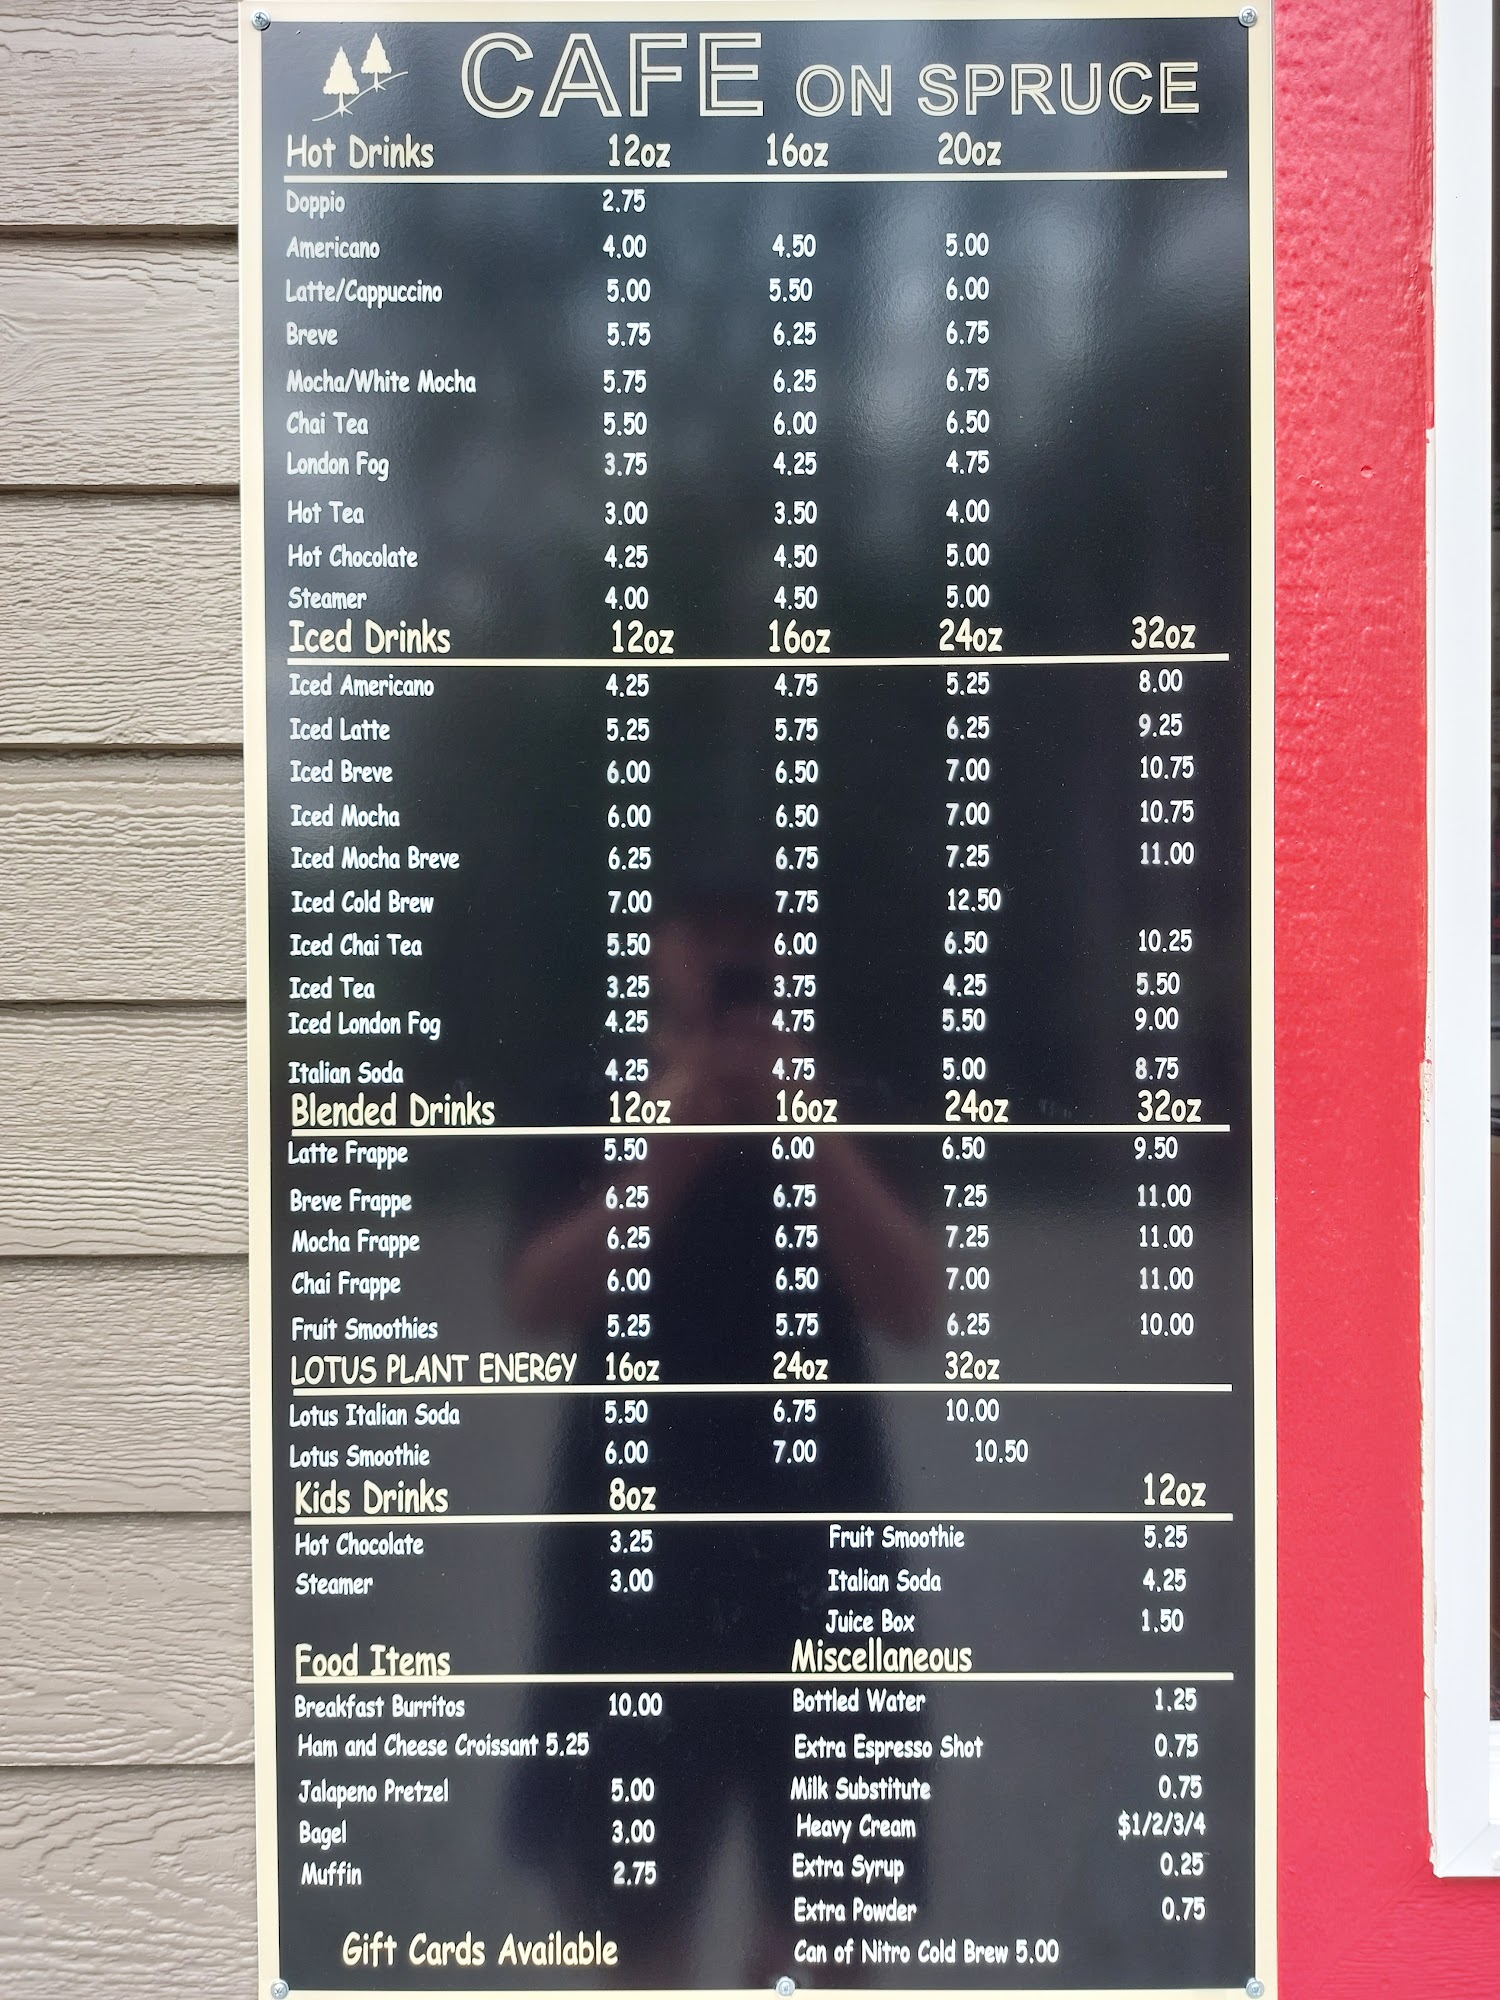 CAFE ON SPRUCE
Hot Drinks 12oz 16oz 20oz
Doppio 2.75
Americano 4.00 4.50 5.00
Latte/Cappuccino 5.00 5.50 6.00
Breve 5.75 6.25 6.75
Mocha/White Mocha 5.75 6.25 6.75
Chai Tea 5.50 6.00 6.50
London Fog 3.75 4.25 4.75
Hot Tea 3.00 3.50 4.00
Hot Chocolate 4.25 4.50 5.00
Steamer 4.00 4.50 5.00
Iced Drinks 12oz 16oz 24oz 32oz
Iced Americano 4.25 4.75 5.25 8.00
Iced Latte 5.25 5.75 6.25 9.25
Iced Breve 6.00 6.50 7.00 10.75
Iced Mocha 6.00 6.50 7.00 10.75
Iced Mocha Breve 6.25 6.75 7.25 11.00
Iced Cold Brew 7.00 7.75 12.50
Iced Chai Tea 5.50 6.00 6.50 10.25
Iced Tea 3.25 3.75 4.25 5.50
Iced London Fog 4.25 4.75 5.50 9.00
Italian Soda 4.25 4.75 5.00 8.75
Blended Drinks 12oz 16oz 24oz 32oz
Latte Frappe 5.50 6.00 6.50 9.50
Breve Frappe 6.25 6.75 7.25 11.00
Mocha Frappe 6.25 6.75 7.25 11.00
Chai Frappe 6.00 6.50 7.00 11.00
Fruit Smoothies 5.25 5.75 6.25 10.00
LOTUS PLANT ENERGY 16oz 24oz 32oz
Lotus Italian Soda 5.50 6.75 10.00
Lotus Smoothie 6.00 7.00 10.50
Kids Drinks 8oz 12oz
Hot Chocolate 3.25 Fruit Smoothie 5.25
Steamer 3.00 Italian Soda 4.25
Juice Box 1.50
Food Items Miscellaneous
Breakfast Burritos 10.00 Bottled Water 1.25
Ham and Cheese Croissant 5.25 Extra Espresso Shot 0.75
Jalapeno Pretzel 5.00 Milk Substitute 0.75
Bagel 3.00 Heavy Cream $1/2/3/4
Muffin 2.75 Extra Syrup 0.25
Extra Powder 0.75
Gift Cards Available Can of Nitro Cold Brew 5.00